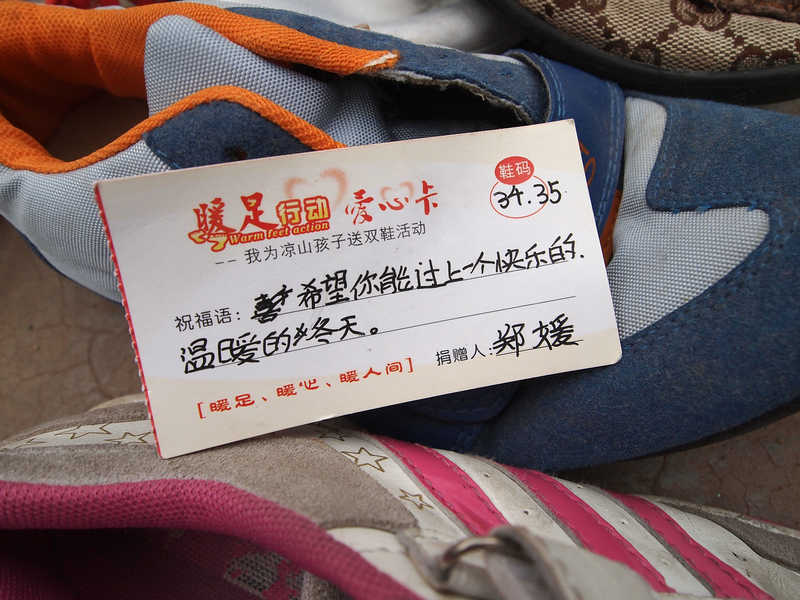 暖足行动 爱心卡
Warm feet action
鞋码
34.35
-- 我为凉山孩子送双鞋活动
祝福语: 希望你能过上一个快乐的.
温暖的冬天。
捐赠人: 郑媛
[暖足、暖心、暖人间]